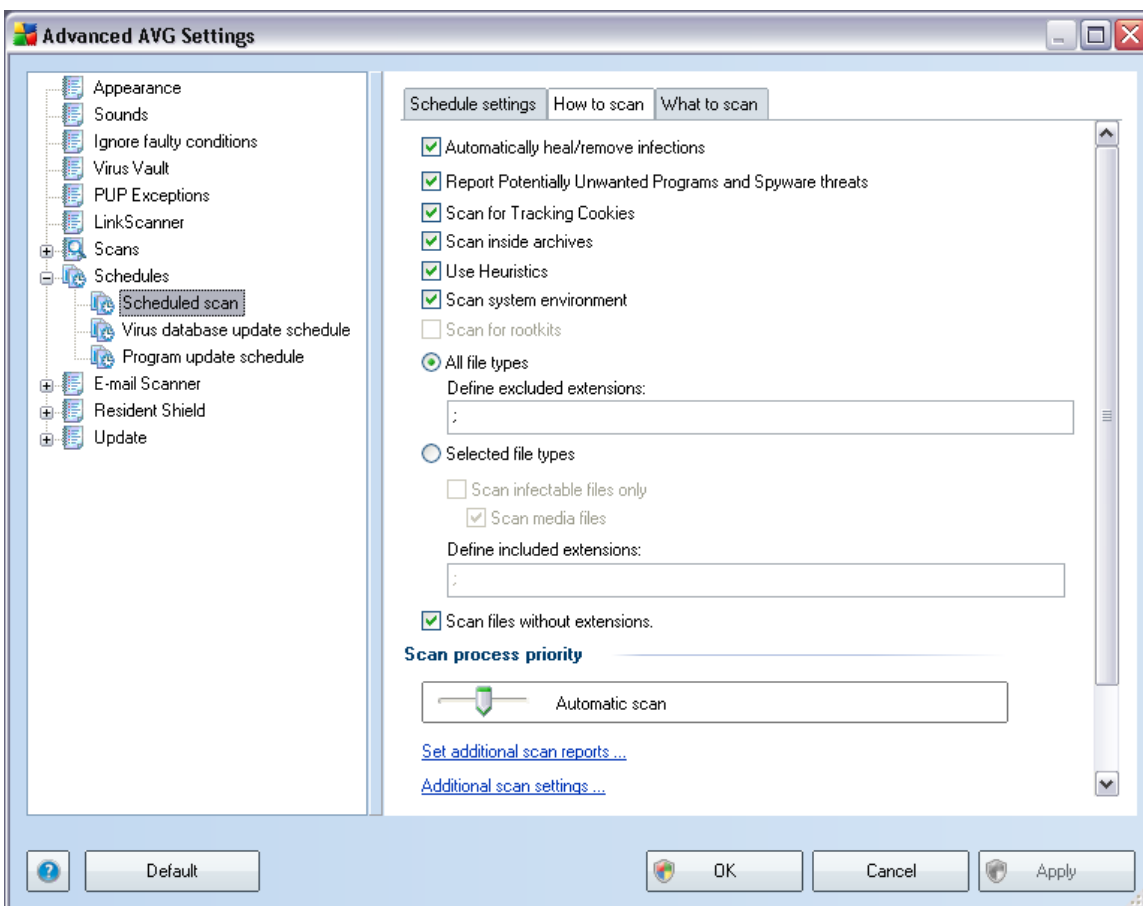 Advanced AVG Settings
Appearance
Sounds
Ignore faulty conditions
Virus Vault
PUP Exceptions
LinkScanner
Scans
Schedules
Scheduled scan
Virus database update schedule
Program update schedule
E-mail Scanner
Resident Shield
Update
Schedule settings
How to scan
What to scan
Automatically heal/remove infections
Report Potentially Unwanted Programs and Spyware threats
Scan for Tracking Cookies
Scan inside archives
Use Heuristics
Scan system environment
Scan for rootkits
All file types
Define excluded extensions:
;
Selected file types
Scan infectable files only
Scan media files
Define included extensions:
;
Scan files without extensions.
Scan process priority
Automatic scan
Set additional scan reports ...
Additional scan settings ...
?
Default
OK
Cancel
Apply